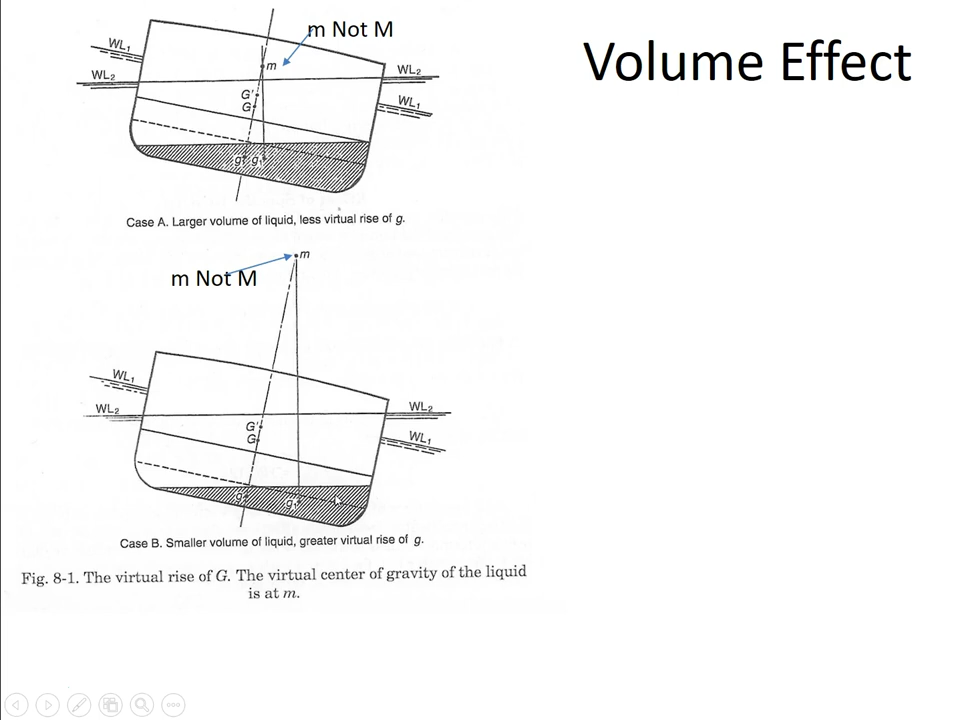 Volume Effect
m Not M
WL₁
m
WL₂
WL₂
G'
G
WL₁
g
g₁
Case A. Larger volume of liquid, less virtual rise of g.
m
m Not M
WL₁
WL₂
WL₂
G'
G
WL₁
g
g₁
Case B. Smaller volume of liquid, greater virtual rise of g.
Fig. 8-1. The virtual rise of G. The virtual center of gravity of the liquid
is at m.